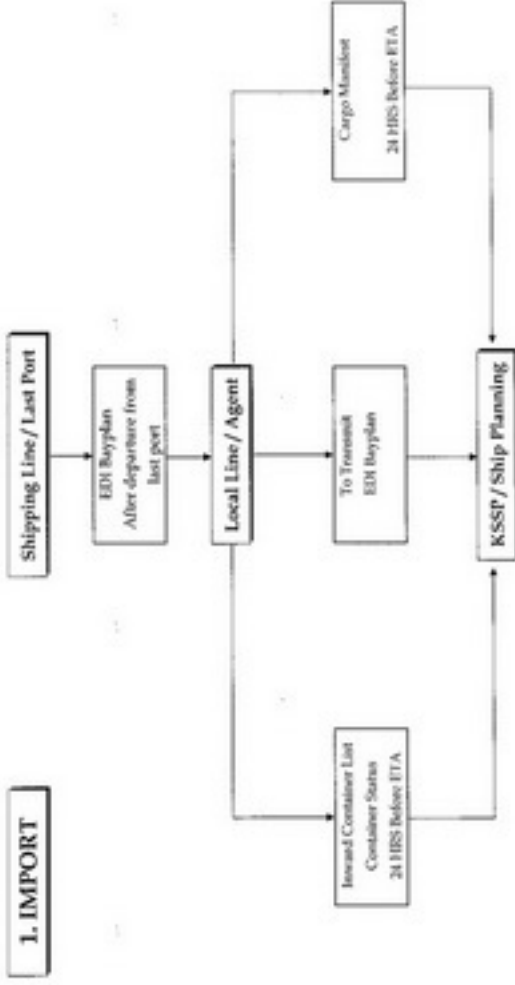 1. IMPORT
Shipping Line/ Last Port
EDI Bayplan
After departure from
last port
Local Line/ Agent
Inward Container List
Container Status
24 HRS Before ETA
To Transmit
EDI Bayplan
Cargo Manifest
24 HRS Before ETA
KSSP/ Ship Planning